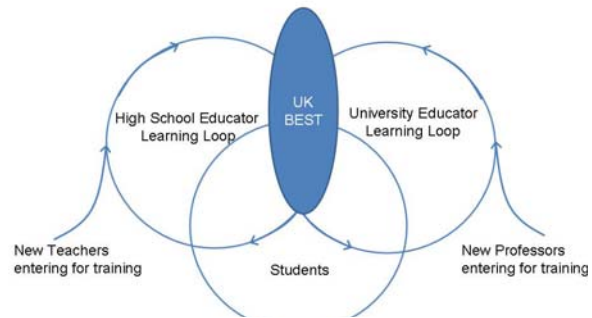 UK
BEST
High School Educator
Learning Loop
University Educator
Learning Loop
New Teachers
entering for training
Students
New Professors
entering for training